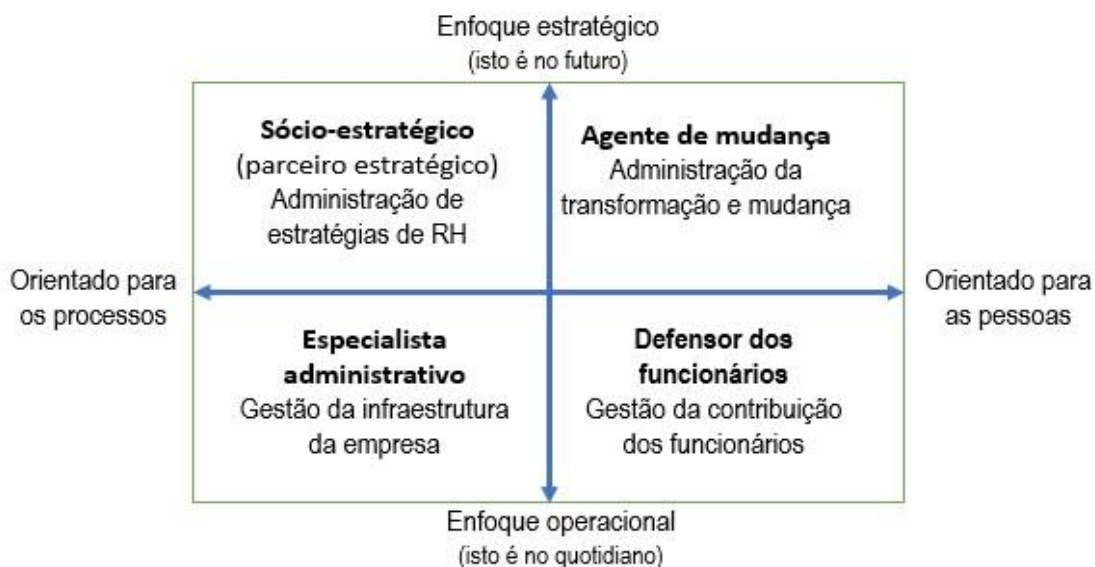 Enfoque estratégico
(isto é no futuro)
Sócio-estratégico
(parceiro estratégico)
Administração de
estratégias de RH
Agente de mudança
Administração da
transformação e mudança
Orientado para
os processos
Orientado para
as pessoas
Especialista
administrativo
Gestão da infraestrutura
da empresa
Defensor dos
funcionários
Gestão da contribuição
dos funcionários
Enfoque operacional
(isto é no quotidiano)